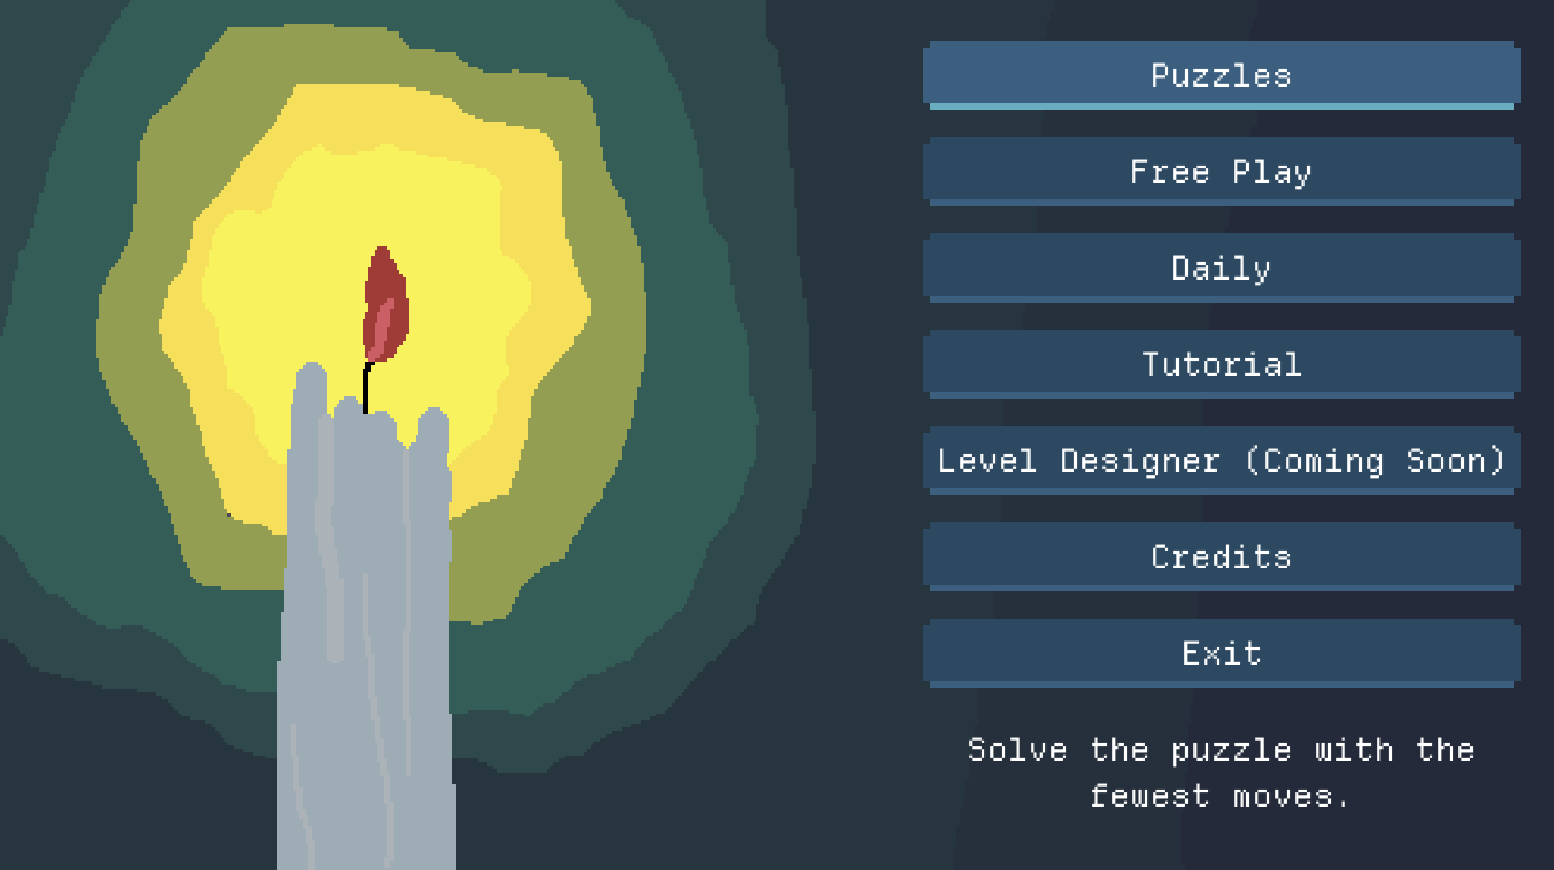 Puzzles
Free Play
Daily
Tutorial
Level Designer (Coming Soon)
Credits
Exit
Solve the puzzle with the
fewest moves.